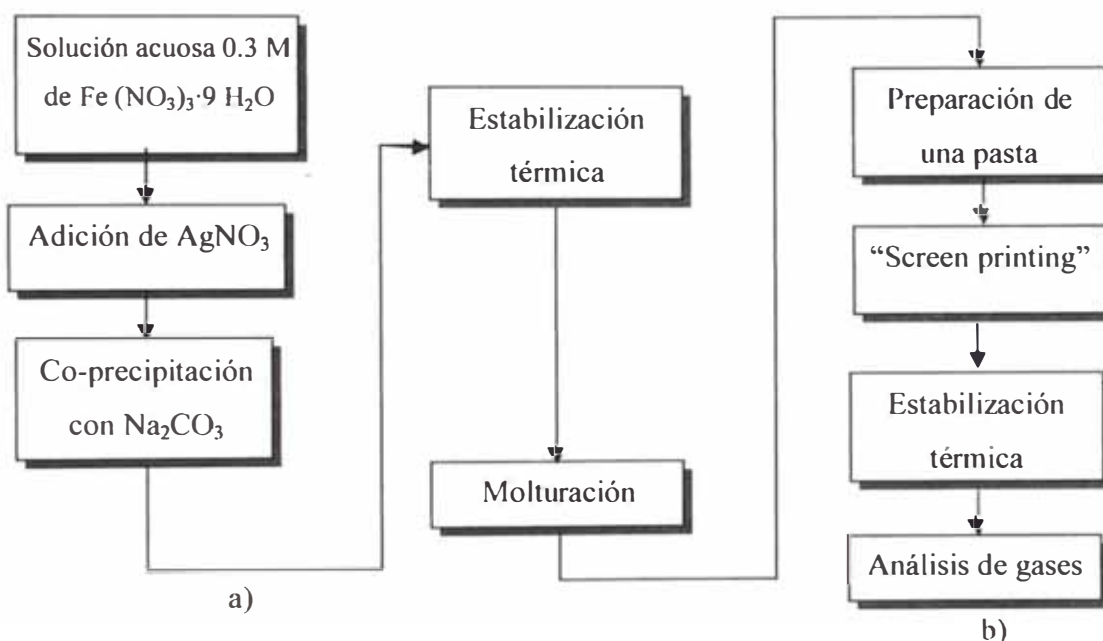 Solución acuosa 0.3 M
de Fe (NO₃)₃·9 H₂O
Adición de AgNO₃
Co-precipitación
con Na₂CO₃
a)
Estabilización
térmica
Molturación
Preparación de
una pasta
“Screen printing”
Estabilización
térmica
Análisis de gases
b)